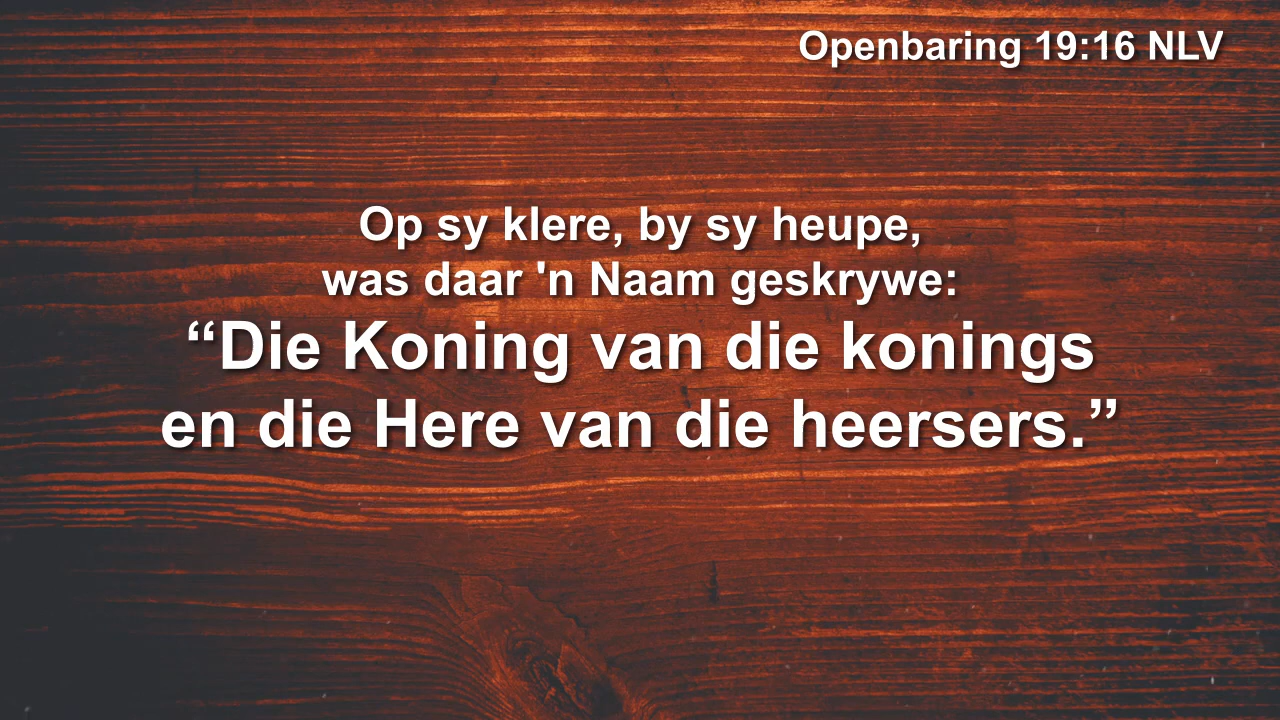 Openbaring 19:16 NLV
Op sy klere, by sy heupe,
was daar 'n Naam geskrywe:
“Die Koning van die konings
en die Here van die heersers.”